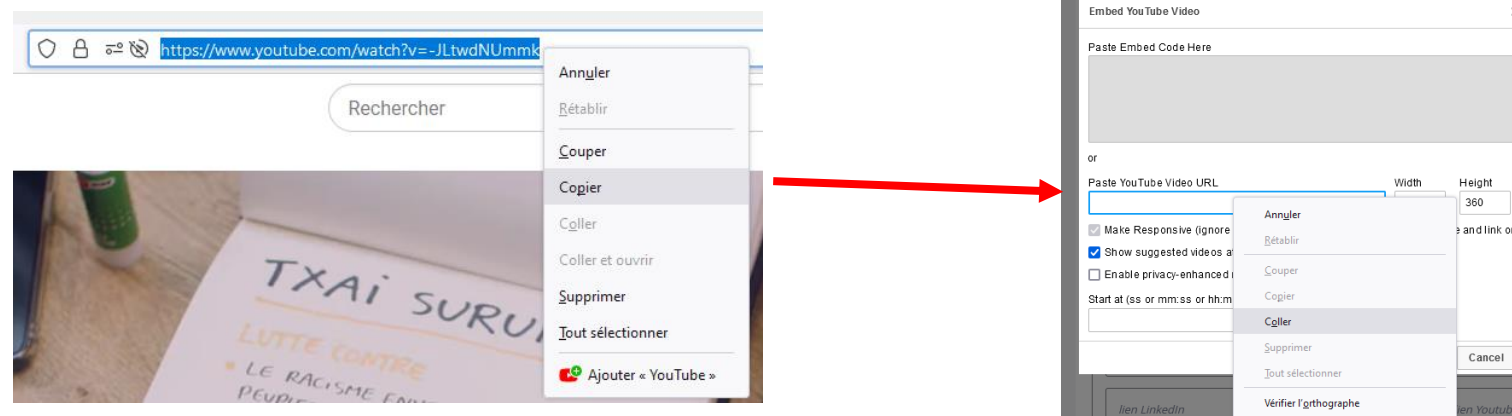 https://www.youtube.com/watch?v=-JLtwdNUmmk
Rechercher
Annuler
Rétablir
Couper
Copier
Coller
Coller et ouvrir
Supprimer
Tout sélectionner
Ajouter « YouTube »
TXAi SURU
LUTTE CONTRE
LE RACISME
Embed YouTube Video
Paste Embed Code Here
or
Paste YouTube Video URL
Width
Height
360
Make Responsive (ignore
and link
Show suggested videos
Enable privacy-enhanced
Start at (ss or mm:ss or hh:m
Annuler
Rétablir
Couper
Copier
Coller
Supprimer
Tout sélectionner
Vérifier l'orthographe
Cancel
lien LinkedIn
lien Youtub